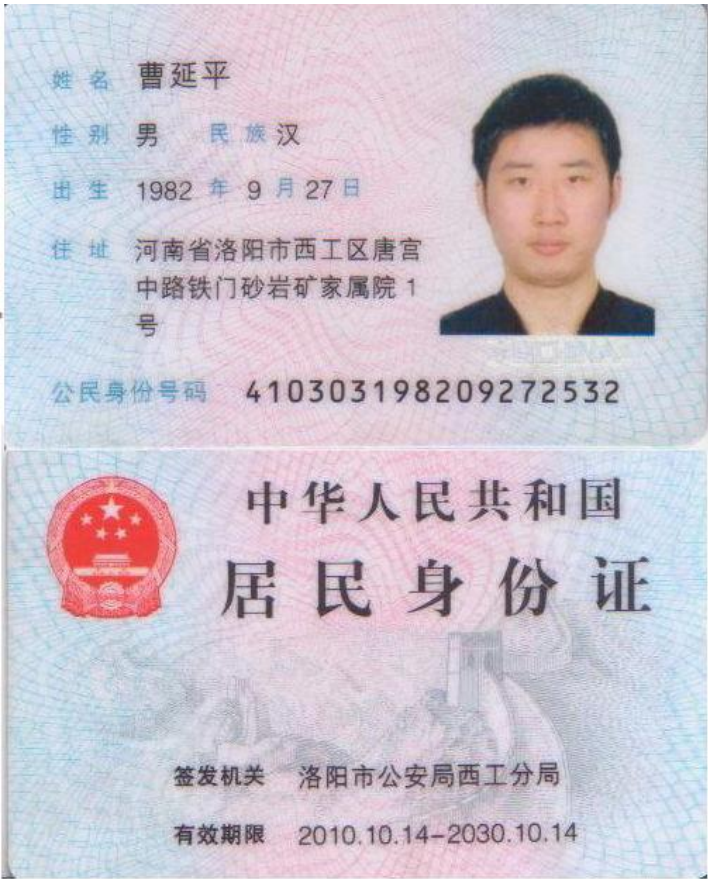 姓名 曹延平
性别 男 民族 汉
出生 1982 年 9 月 27 日
住址 河南省洛阳市西工区唐宫
中路铁门砂岩矿家属院 1
号
公民身份号码 410303198209272532
中华人民共和国
居民身份证
签发机关 洛阳市公安局西工分局
有效期限 2010.10.14-2030.10.14